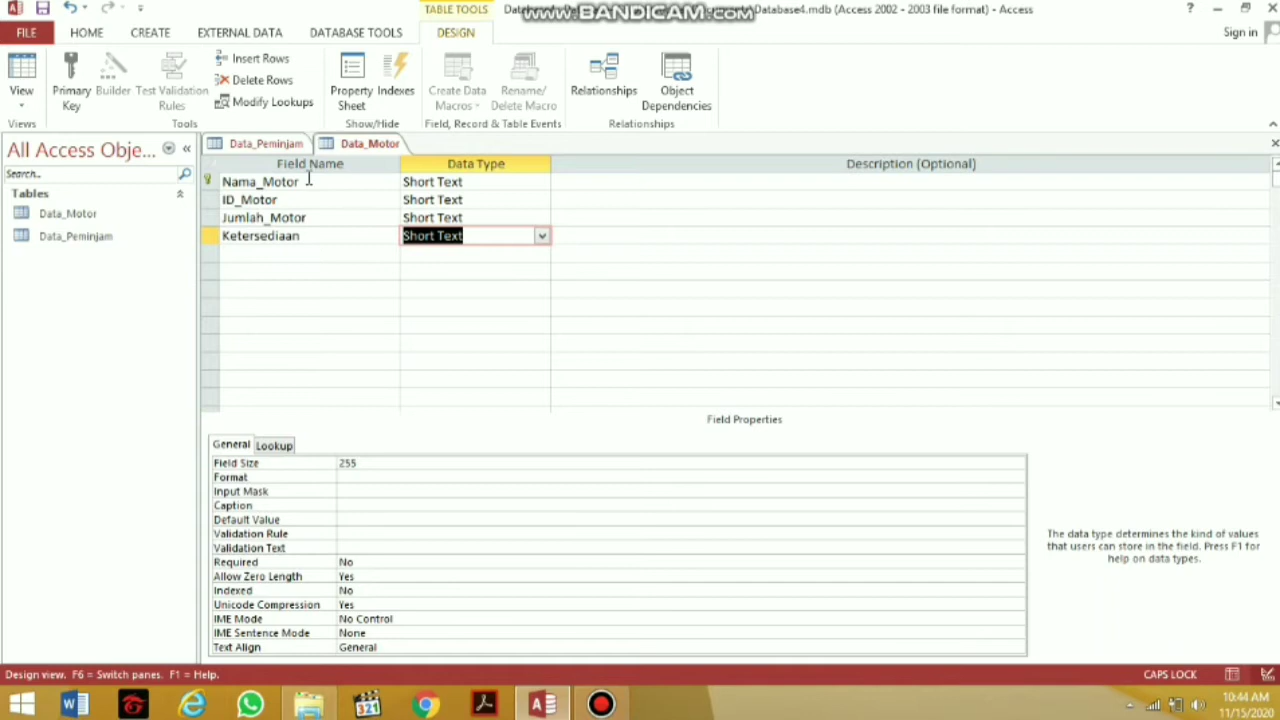 TABLE TOOLS
Database4.mdb (Access 2002 - 2003 file format) - Access
www.BANDICAM.com
FILE HOME CREATE EXTERNAL DATA DATABASE TOOLS DESIGN Sign in
View
Primary Key
Builder
Test Validation Rules
Insert Rows
Delete Rows
Modify Lookups
Property Sheet
Indexes
Create Data Macros
Rename/ Delete Macro
Relationships
Object Dependencies
Views Tools Show/Hide Field, Record & Table Events Relationships
All Access Obje...
Search..
Tables
Data_Motor
Data_Peminjam
Data_Peminjam Data_Motor
Field Name Data Type Description (Optional)
Nama_Motor Short Text
ID_Motor Short Text
Jumlah_Motor Short Text
Ketersediaan Short Text
Field Properties
General Lookup
Field Size 255
Format
Input Mask
Caption
Default Value
Validation Rule
Validation Text
Required No
Allow Zero Length Yes
Indexed No
Unicode Compression Yes
IME Mode No Control
IME Sentence Mode None
Text Align General
The data type determines the kind of values
that users can store in the field. Press F1 for
help on data types.
Design view. F6 = Switch panes. F1 = Help. CAPS LOCK
321
10:44 AM
11/15/2020